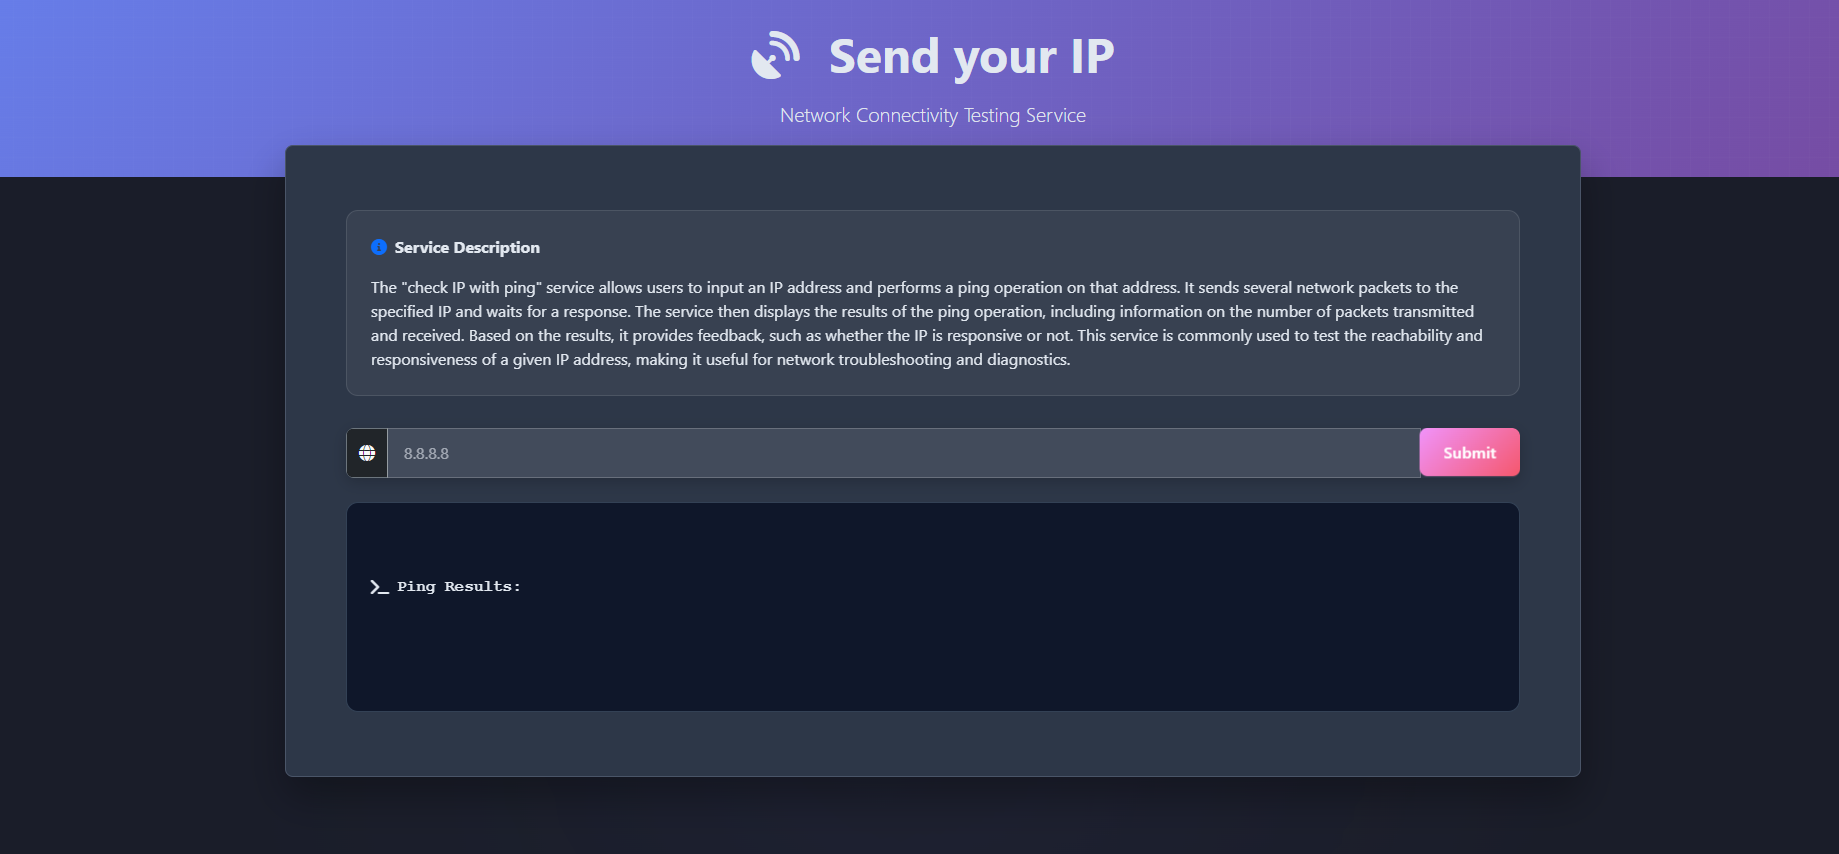 Send your IP
Network Connectivity Testing Service
Service Description
The "check IP with ping" service allows users to input an IP address and performs a ping operation on that address. It sends several network packets to the
specified IP and waits for a response. The service then displays the results of the ping operation, including information on the number of packets transmitted
and received. Based on the results, it provides feedback, such as whether the IP is responsive or not. This service is commonly used to test the reachability and
responsiveness of a given IP address, making it useful for network troubleshooting and diagnostics.
8.8.8.8
Submit
Ping Results: